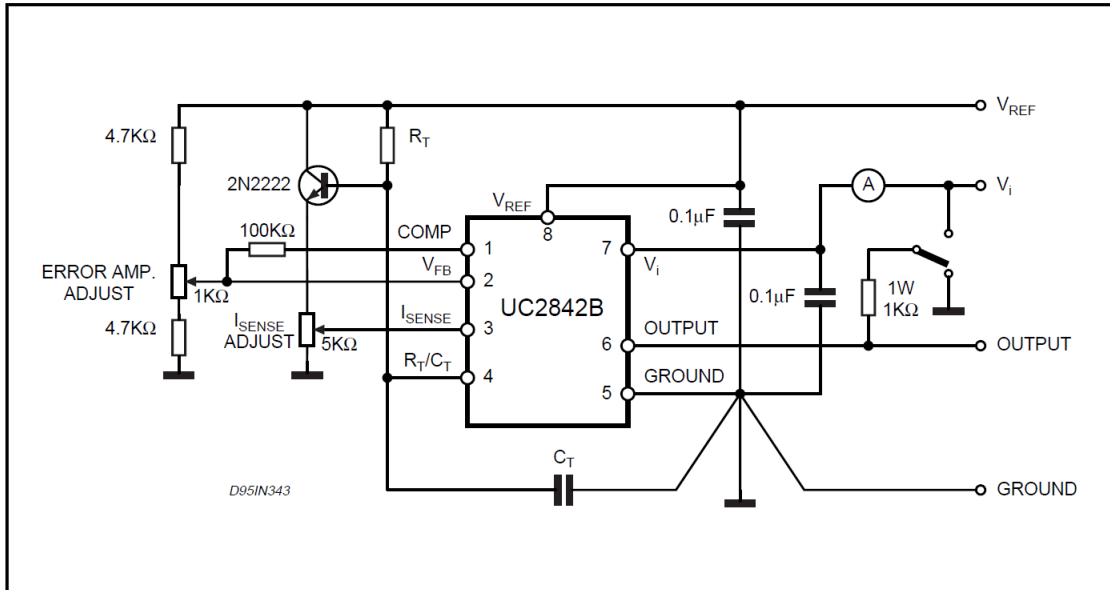 V_REF
4.7KΩ
R_T
2N2222
A
V_i
V_REF
8
0.1µF
100KΩ
COMP
1
7
V_i
ERROR AMP.
ADJUST
1KΩ
V_FB
2
UC2842B
0.1µF
1W
1KΩ
4.7KΩ
I_SENSE
ADJUST
5KΩ
I_SENSE
3
OUTPUT
6
OUTPUT
R_T/C_T
4
GROUND
5
C_T
D95IN343
GROUND